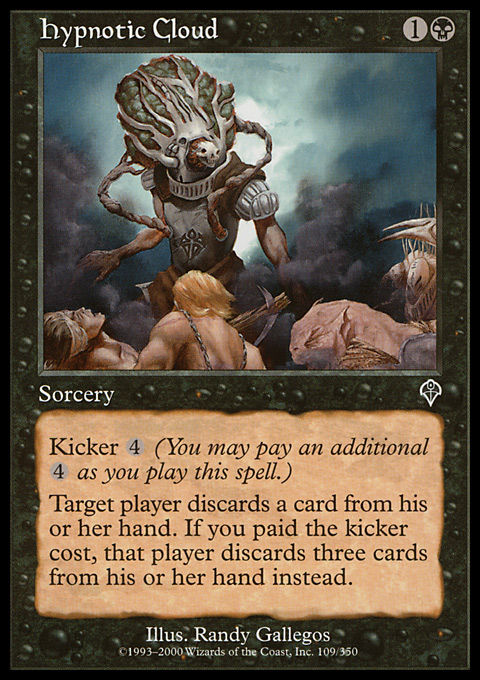 Hypnotic Cloud 1
Sorcery
Kicker 4 (You may pay an additional
4 as you play this spell.)
Target player discards a card from his
or her hand. If you paid the kicker
cost, that player discards three cards
from his or her hand instead.
Illus. Randy Gallegos
©1993–2000 Wizards of the Coast, Inc. 109/350